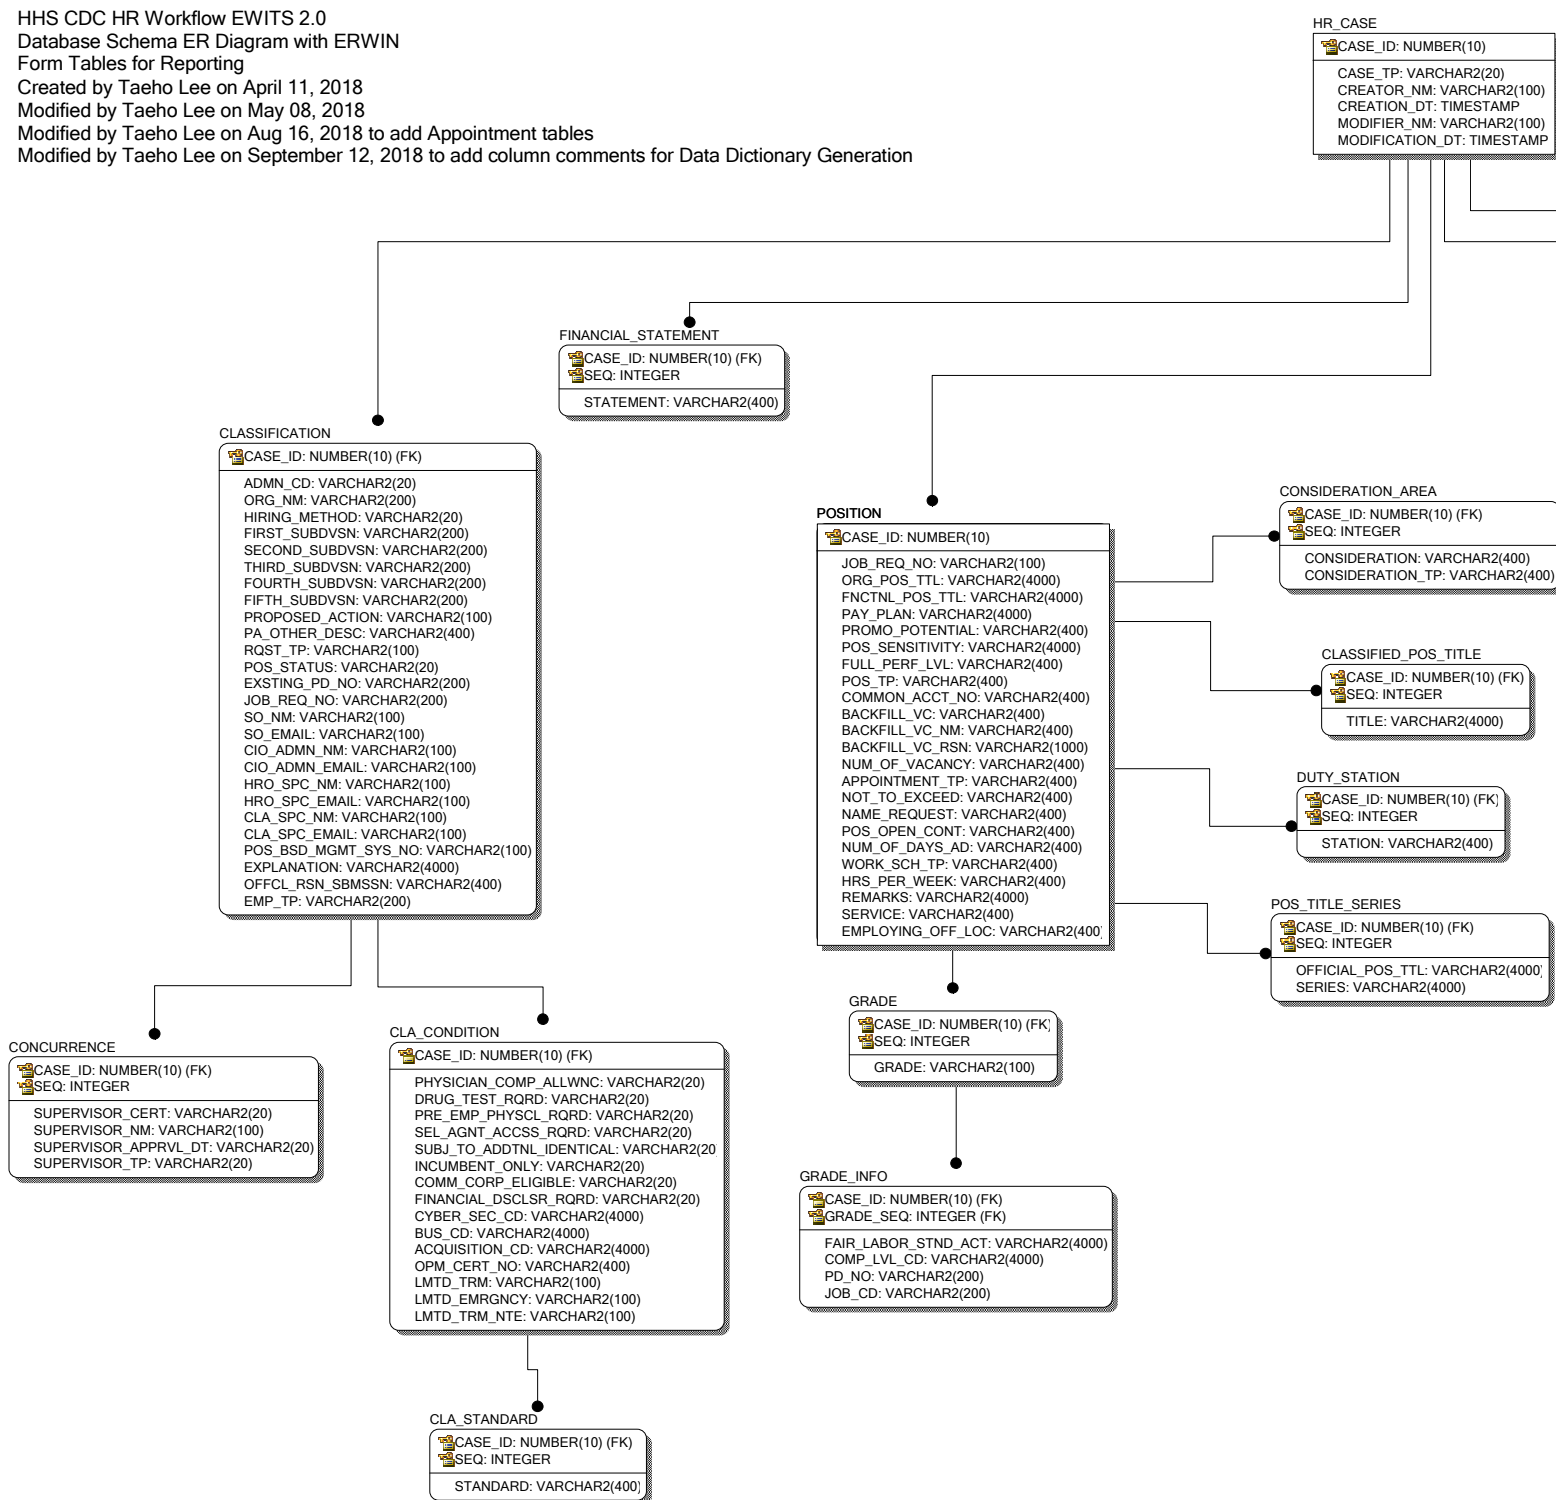 HHS CDC HR Workflow EWITS 2.0
Database Schema ER Diagram with ERWIN
Form Tables for Reporting
Created by Taeho Lee on April 11, 2018
Modified by Taeho Lee on May 08, 2018
Modified by Taeho Lee on Aug 16, 2018 to add Appointment tables
Modified by Taeho Lee on September 12, 2018 to add column comments for Data Dictionary Generation
HR_CASE
CASE_ID: NUMBER(10)
CASE_TP: VARCHAR2(20)
CREATOR_NM: VARCHAR2(100)
CREATION_DT: TIMESTAMP
MODIFIER_NM: VARCHAR2(100)
MODIFICATION_DT: TIMESTAMP
FINANCIAL_STATEMENT
CASE_ID: NUMBER(10) (FK)
SEQ: INTEGER
STATEMENT: VARCHAR2(400)
CLASSIFICATION
CASE_ID: NUMBER(10) (FK)
ADMN_CD: VARCHAR2(20)
ORG_NM: VARCHAR2(200)
HIRING_METHOD: VARCHAR2(20)
FIRST_SUBDVSN: VARCHAR2(200)
SECOND_SUBDVSN: VARCHAR2(200)
THIRD_SUBDVSN: VARCHAR2(200)
FOURTH_SUBDVSN: VARCHAR2(200)
FIFTH_SUBDVSN: VARCHAR2(200)
PROPOSED_ACTION: VARCHAR2(100)
PA_OTHER_DESC: VARCHAR2(400)
RQST_TP: VARCHAR2(100)
POS_STATUS: VARCHAR2(20)
EXSTING_PD_NO: VARCHAR2(200)
JOB_REQ_NO: VARCHAR2(200)
SO_NM: VARCHAR2(100)
SO_EMAIL: VARCHAR2(100)
CIO_ADMN_NM: VARCHAR2(100)
CIO_ADMN_EMAIL: VARCHAR2(100)
HRO_SPC_NM: VARCHAR2(100)
HRO_SPC_EMAIL: VARCHAR2(100)
CLA_SPC_NM: VARCHAR2(100)
CLA_SPC_EMAIL: VARCHAR2(100)
POS_BSD_MGMT_SYS_NO: VARCHAR2(100)
EXPLANATION: VARCHAR2(4000)
OFFCL_RSN_SBMSSN: VARCHAR2(400)
EMP_TP: VARCHAR2(200)
POSITION
CASE_ID: NUMBER(10)
JOB_REQ_NO: VARCHAR2(100)
ORG_POS_TTL: VARCHAR2(4000)
FNCTNL_POS_TTL: VARCHAR2(4000)
PAY_PLAN: VARCHAR2(4000)
PROMO_POTENTIAL: VARCHAR2(400)
POS_SENSITIVITY: VARCHAR2(4000)
FULL_PERF_LVL: VARCHAR2(400)
POS_TP: VARCHAR2(400)
COMMON_ACCT_NO: VARCHAR2(400)
BACKFILL_VC: VARCHAR2(400)
BACKFILL_VC_NM: VARCHAR2(400)
BACKFILL_VC_RSN: VARCHAR2(1000)
NUM_OF_VACANCY: VARCHAR2(400)
APPOINTMENT_TP: VARCHAR2(400)
NOT_TO_EXCEED: VARCHAR2(400)
NAME_REQUEST: VARCHAR2(400)
POS_OPEN_CONT: VARCHAR2(400)
NUM_OF_DAYS_AD: VARCHAR2(400)
WORK_SCH_TP: VARCHAR2(400)
HRS_PER_WEEK: VARCHAR2(400)
REMARKS: VARCHAR2(4000)
SERVICE: VARCHAR2(400)
EMPLOYING_OFF_LOC: VARCHAR2(400)
CONSIDERATION_AREA
CASE_ID: NUMBER(10) (FK)
SEQ: INTEGER
CONSIDERATION: VARCHAR2(400)
CONSIDERATION_TP: VARCHAR2(400)
CLASSIFIED_POS_TITLE
CASE_ID: NUMBER(10) (FK)
SEQ: INTEGER
TITLE: VARCHAR2(4000)
DUTY_STATION
CASE_ID: NUMBER(10) (FK)
SEQ: INTEGER
STATION: VARCHAR2(400)
POS_TITLE_SERIES
CASE_ID: NUMBER(10) (FK)
SEQ: INTEGER
OFFICIAL_POS_TTL: VARCHAR2(4000)
SERIES: VARCHAR2(4000)
CONCURRENCE
CASE_ID: NUMBER(10) (FK)
SEQ: INTEGER
SUPERVISOR_CERT: VARCHAR2(20)
SUPERVISOR_NM: VARCHAR2(100)
SUPERVISOR_APPRVL_DT: VARCHAR2(20)
SUPERVISOR_TP: VARCHAR2(20)
CLA_CONDITION
CASE_ID: NUMBER(10) (FK)
PHYSICIAN_COMP_ALLWNC: VARCHAR2(20)
DRUG_TEST_RQRD: VARCHAR2(20)
PRE_EMP_PHYSCL_RQRD: VARCHAR2(20)
SEL_AGNT_ACCSS_RQRD: VARCHAR2(20)
SUBJ_TO_ADDTNL_IDENTICAL: VARCHAR2(20
INCUMBENT_ONLY: VARCHAR2(20)
COMM_CORP_ELIGIBLE: VARCHAR2(20)
FINANCIAL_DSCLSR_RQRD: VARCHAR2(20)
CYBER_SEC_CD: VARCHAR2(4000)
BUS_CD: VARCHAR2(4000)
ACQUISITION_CD: VARCHAR2(4000)
OPM_CERT_NO: VARCHAR2(400)
LMTD_TRM: VARCHAR2(100)
LMTD_EMRGNCY: VARCHAR2(100)
LMTD_TRM_NTE: VARCHAR2(100)
GRADE
CASE_ID: NUMBER(10) (FK)
SEQ: INTEGER
GRADE: VARCHAR2(100)
GRADE_INFO
CASE_ID: NUMBER(10) (FK)
GRADE_SEQ: INTEGER (FK)
FAIR_LABOR_STND_ACT: VARCHAR2(4000)
COMP_LVL_CD: VARCHAR2(4000)
PD_NO: VARCHAR2(200)
JOB_CD: VARCHAR2(200)
CLA_STANDARD
CASE_ID: NUMBER(10) (FK)
SEQ: INTEGER
STANDARD: VARCHAR2(400)